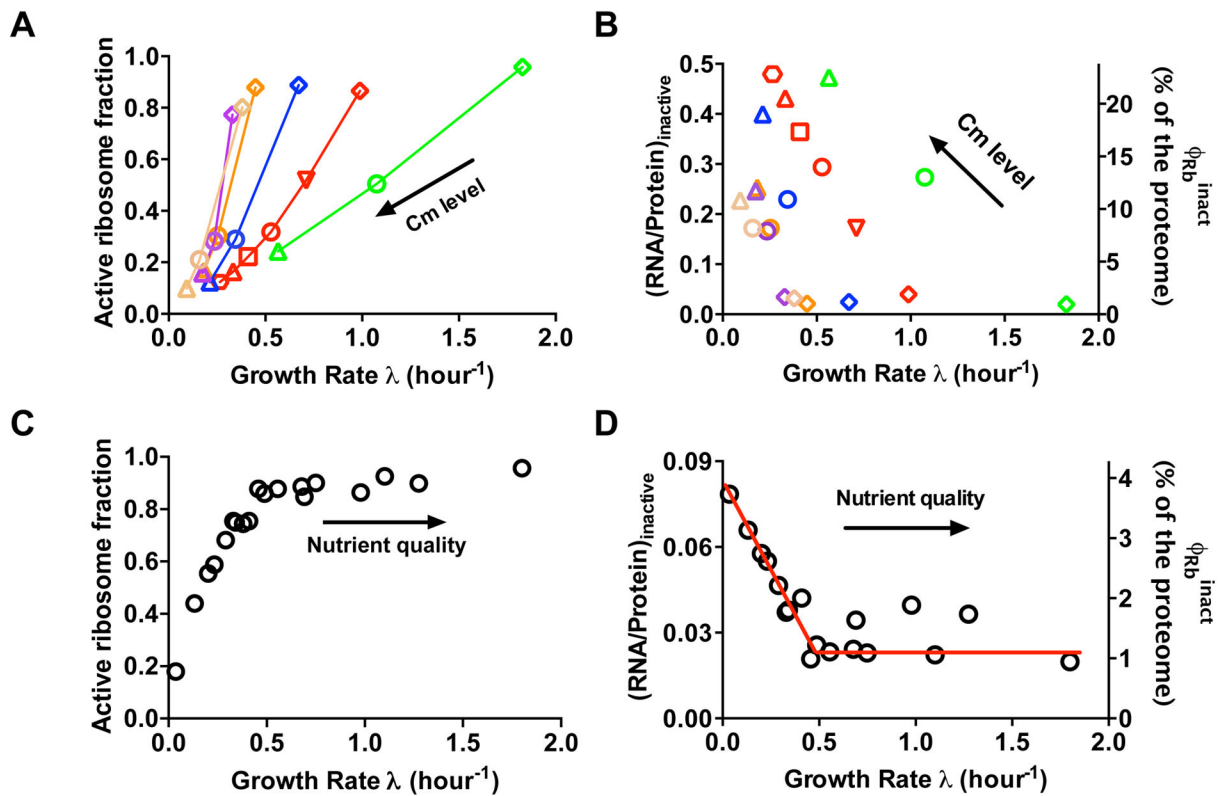 A
Active ribosome fraction
1.0
0.8
0.6
0.4
0.2
0.0
Cm level
0.0 0.5 1.0 1.5 2.0
Growth Rate λ (hour⁻¹)
B
(RNA/Protein)inactive
0.5
0.4
0.3
0.2
0.1
0.0
Cm level
20
15
10
5
0
ϕRb inact
(% of the proteome)
0.0 0.5 1.0 1.5 2.0
Growth Rate λ (hour⁻¹)
C
Active ribosome fraction
1.0
0.8
0.6
0.4
0.2
0.0
Nutrient quality
0.0 0.5 1.0 1.5 2.0
Growth Rate λ (hour⁻¹)
D
(RNA/Protein)inactive
0.09
0.06
0.03
0.00
Nutrient quality
4
3
2
1
0
ϕRb inact
(% of the proteome)
0.0 0.5 1.0 1.5 2.0
Growth Rate λ (hour⁻¹)